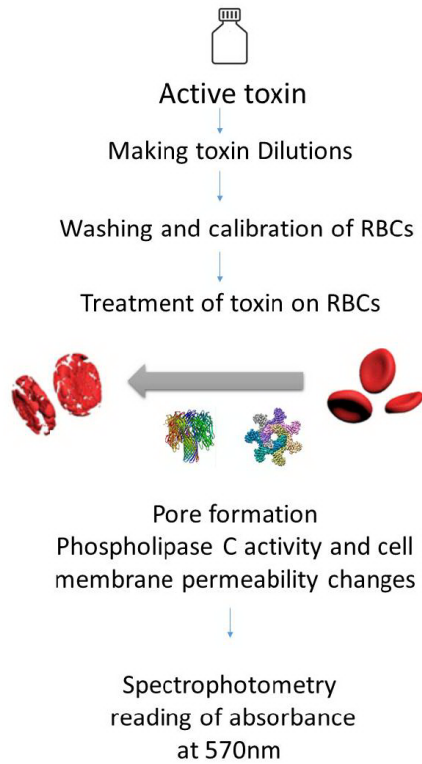 Active toxin
Making toxin Dilutions
Washing and calibration of RBCs
Treatment of toxin on RBCs
Pore formation
Phospholipase C activity and cell
membrane permeability changes
Spectrophotometry
reading of absorbance
at 570nm